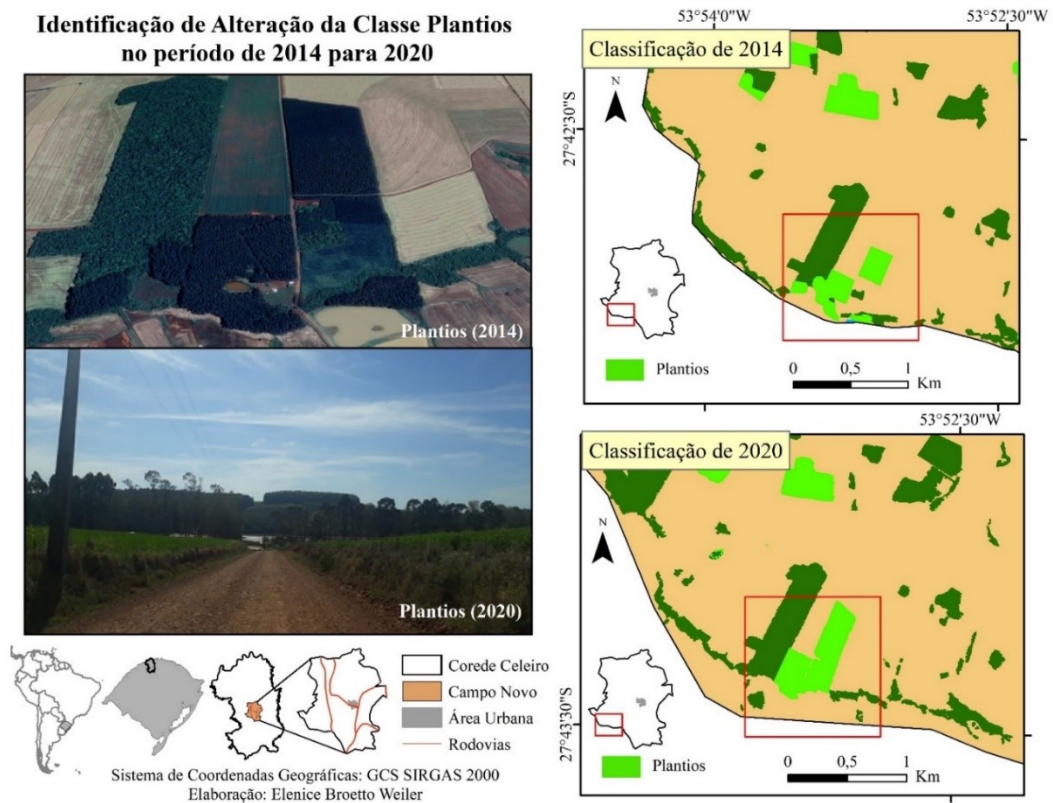 Identificação de Alteração da Classe Plantios
no período de 2014 para 2020
Plantios (2014)
Plantios (2020)
Corede Celeiro
Campo Novo
Área Urbana
Rodovias
Sistema de Coordenadas Geográficas: GCS SIRGAS 2000
Elaboração: Elenice Broetto Weiler
53°54'0"W
53°52'30"W
Classificação de 2014
N
27°42'30"S
Plantios
0 0,5 1
Km
53°52'30"W
Classificação de 2020
N
27°43'30"S
Plantios
0 0,5 1
Km